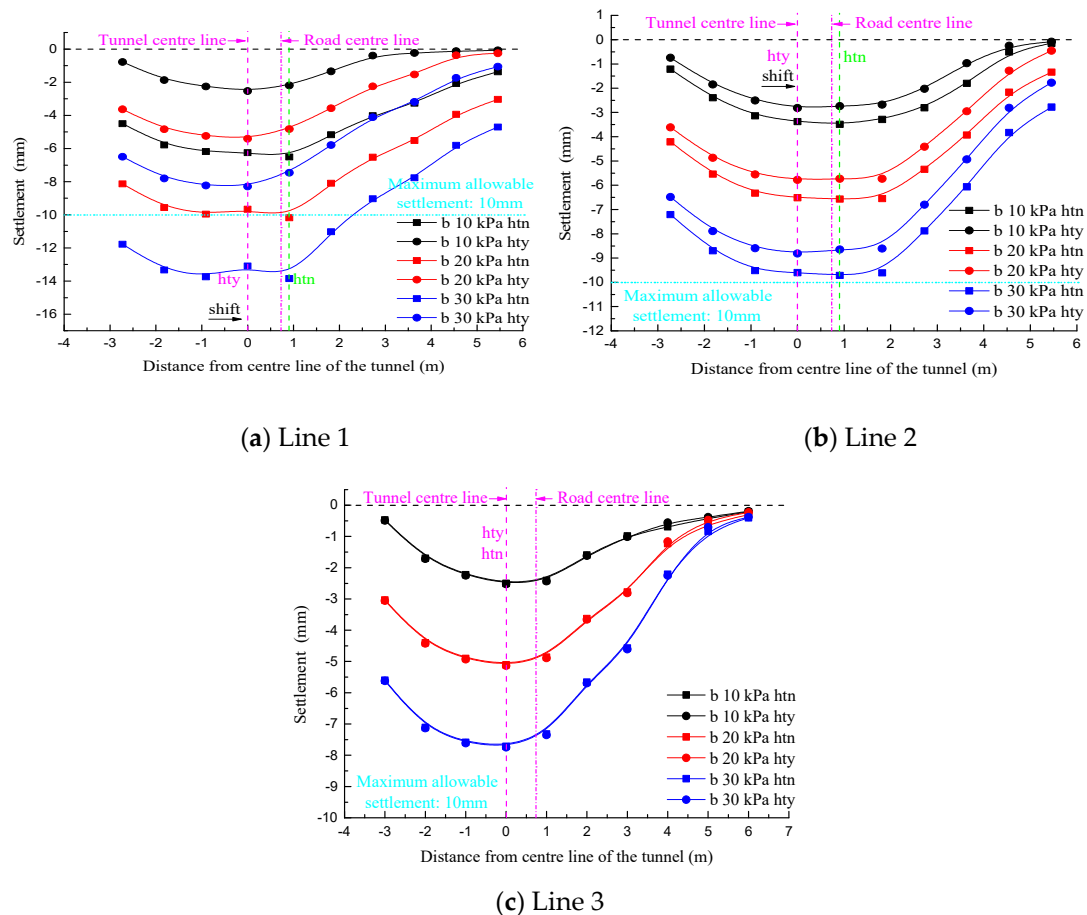 Tunnel centre line
Road centre line
0
-2
-4
-6
-8
-10
-12
-14
-16
Settlement (mm)
Maximum allowable
settlement: 10mm
hty
htn
shift
b 10 kPa htn
b 10 kPa hty
b 20 kPa htn
b 20 kPa hty
b 30 kPa htn
b 30 kPa hty
-4 -3 -2 -1 0 1 2 3 4 5 6
Distance from centre line of the tunnel (m)
(a) Line 1
1
0
-1
-2
-3
-4
-5
-6
-7
-8
-9
-10
-11
-12
Settlement (mm)
Tunnel centre line
Road centre line
hty
htn
shift
b 10 kPa htn
b 10 kPa hty
b 20 kPa htn
b 20 kPa hty
b 30 kPa htn
b 30 kPa hty
Maximum allowable
settlement: 10mm
-4 -3 -2 -1 0 1 2 3 4 5 6
Distance from centre line of the tunnel (m)
(b) Line 2
Tunnel centre line
Road centre line
0
-1
-2
-3
-4
-5
-6
-7
-8
-9
-10
Settlement (mm)
hty
htn
b 10 kPa htn
b 10 kPa hty
b 20 kPa htn
b 20 kPa hty
b 30 kPa htn
b 30 kPa hty
Maximum allowable
settlement: 10mm
-4 -3 -2 -1 0 1 2 3 4 5 6 7
Distance from centre line of the tunnel (m)
(c) Line 3